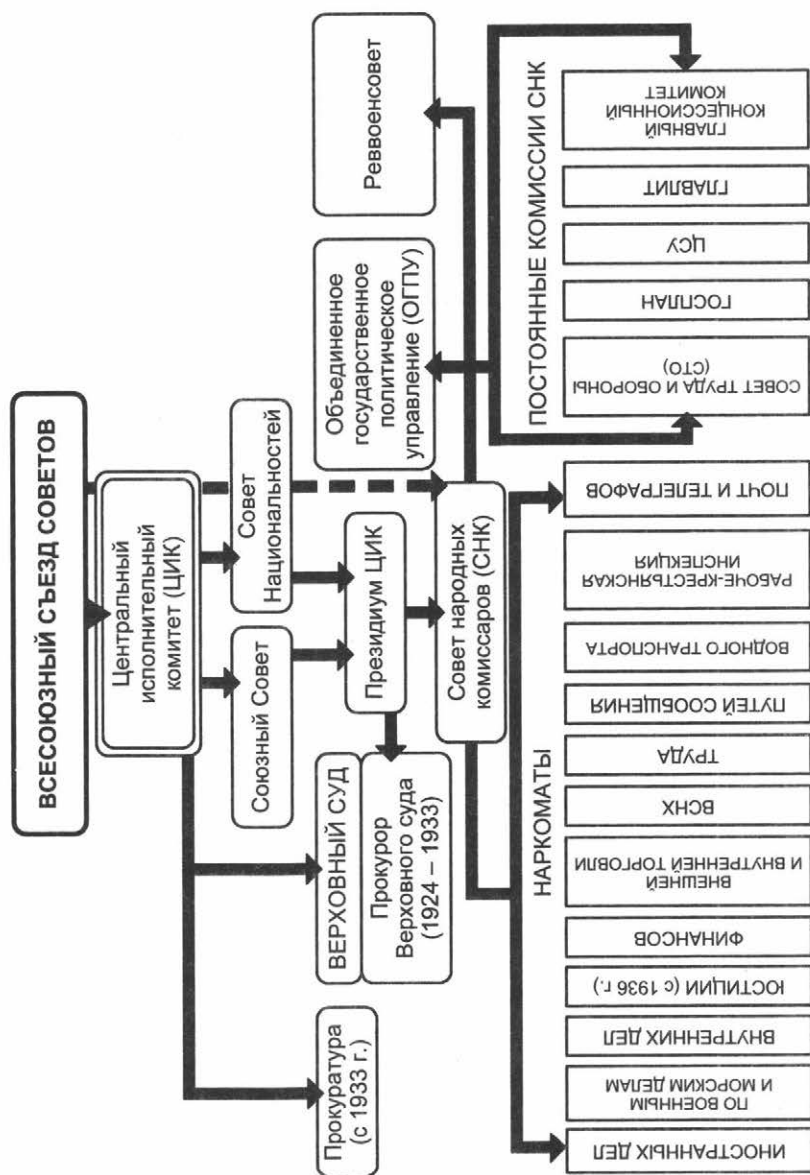 ВСЕСОЮЗНЫЙ СЪЕЗД СОВЕТОВ
Центральный
исполнительный
комитет (ЦИК)
Союзный Совет
Совет
Национальностей
Президиум ЦИК
Прокуратура
(с 1933 г.)
ВЕРХОВНЫЙ СУД
Прокурор
Верховного суда
(1924 – 1933)
Совет народных
комиссаров (СНК)
Объединенное
государственное
политическое
управление (ОГПУ)
Реввоенсовет
НАРКОМАТЫ
ИНОСТРАННЫХ ДЕЛ
ПО ВОЕННЫМ
И МОРСКИМ ДЕЛАМ
ВНУТРЕННИХ ДЕЛ
ЮСТИЦИИ (с 1936 г.)
ФИНАНСОВ
ВНЕШНЕЙ
И ВНУТРЕННЕЙ ТОРГОВЛИ
ВСНХ
ТРУДА
ПУТЕЙ СООБЩЕНИЯ
ВОДНОГО ТРАНСПОРТА
РАБОЧЕ-КРЕСТЬЯНСКАЯ
ИНСПЕКЦИЯ
ПОЧТ И ТЕЛЕГРАФОВ
ПОСТОЯННЫЕ КОМИССИИ СНК
СОВЕТ ТРУДА И ОБОРОНЫ
(СТО)
ГОСПЛАН
ЦСУ
ГЛАВЛИТ
ГЛАВНЫЙ
КОНЦЕССИОННЫЙ
КОМИТЕТ